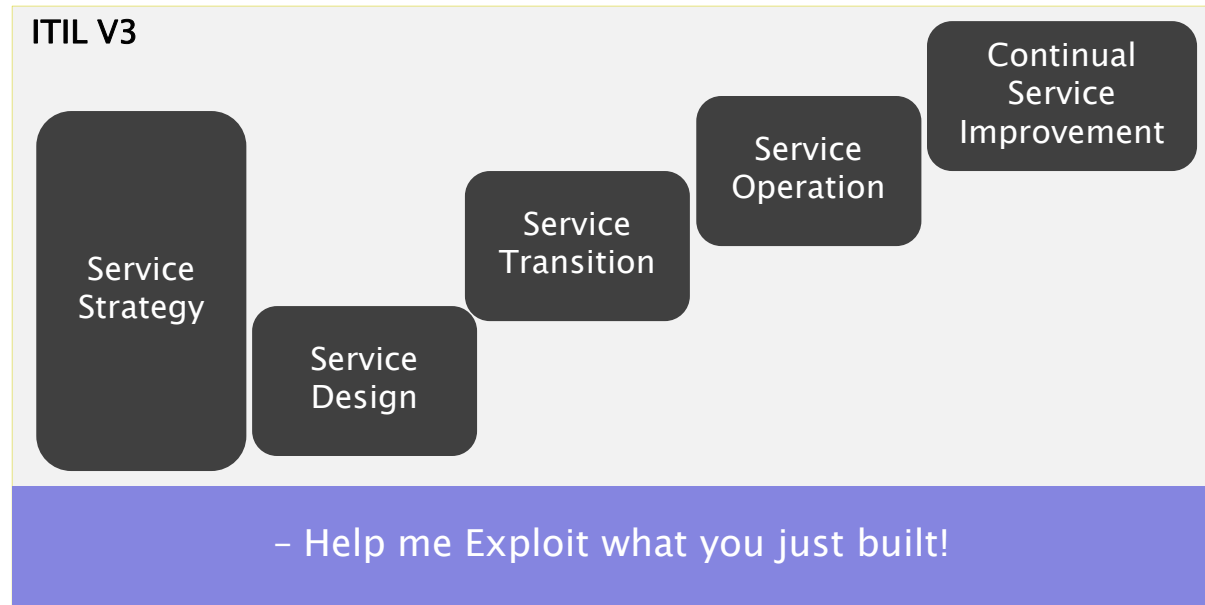 ITIL V3
Service
Strategy
Service
Design
Service
Transition
Service
Operation
Continual
Service
Improvement
– Help me Exploit what you just built!